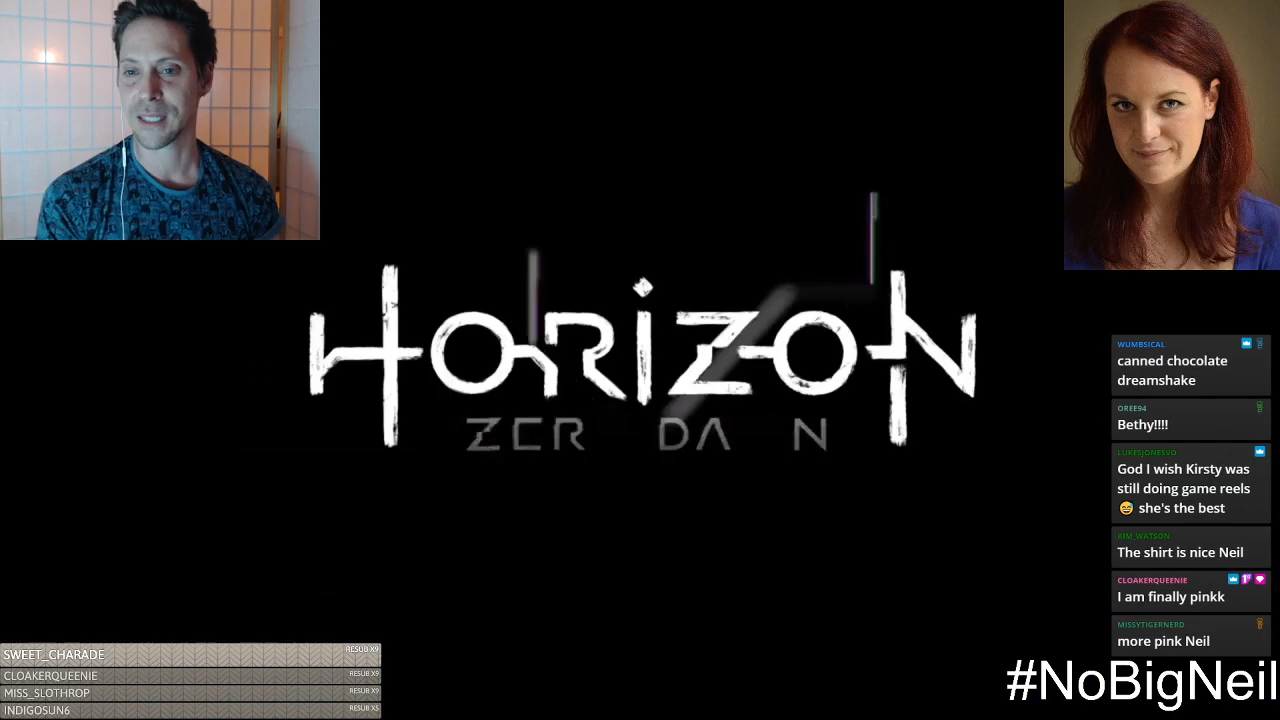 HORIZON
ZER DA N
WUMBSICAL
canned chocolate
dreamshake
OREE94
Bethy!!!!
LUKESJONESVO
God I wish Kirsty was
still doing game reels
😅 she's the best
KIM_WATSON
The shirt is nice Neil
CLOAKERQUEENIE
I am finally pinkk
MISSYTIGERNERD
more pink Neil
#NoBigNeil
SWEET_CHARADE RESUB X9
CLOAKERQUEENIE RESUB X9
MISS_SLOTHROP RESUB X9
INDIGOSUN6 RESUB X5